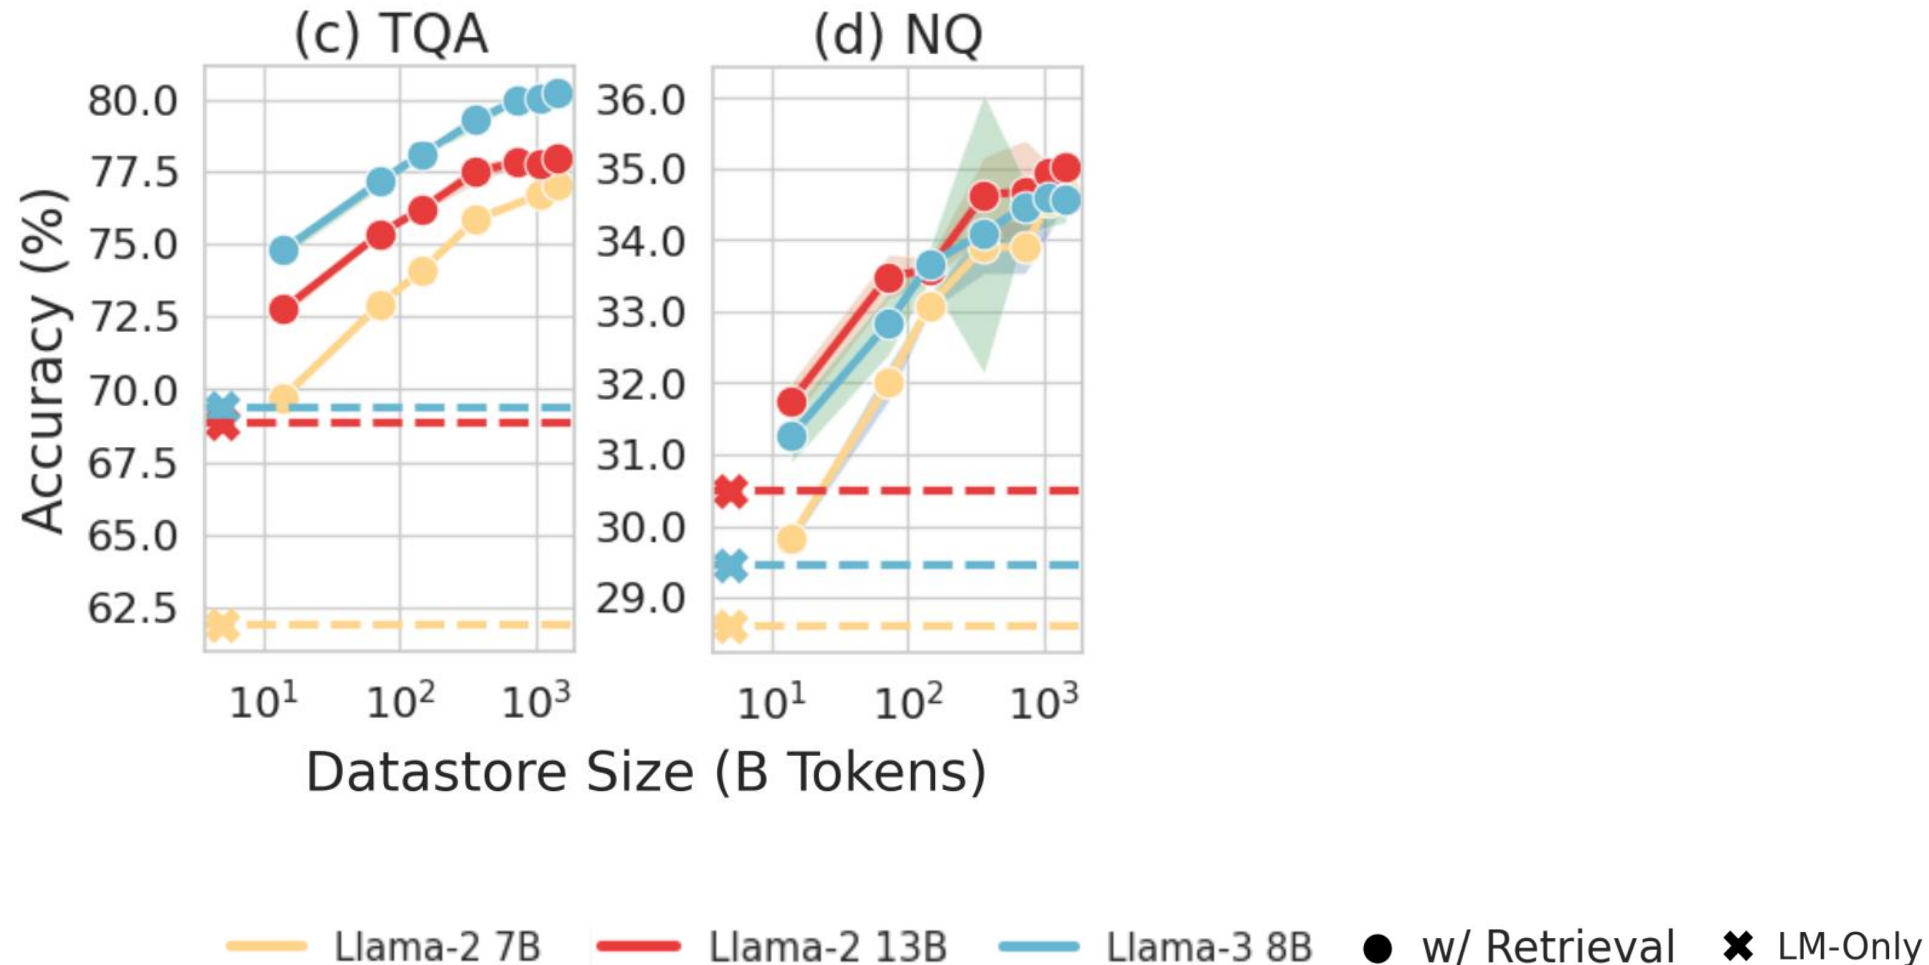 (c) TQA
(d) NQ
Accuracy (%)
80.0
77.5
75.0
72.5
70.0
67.5
65.0
62.5
36.0
35.0
34.0
33.0
32.0
31.0
30.0
29.0
10¹ 10² 10³
10¹ 10² 10³
Datastore Size (B Tokens)
Llama-2 7B Llama-2 13B Llama-3 8B w/ Retrieval LM-Only